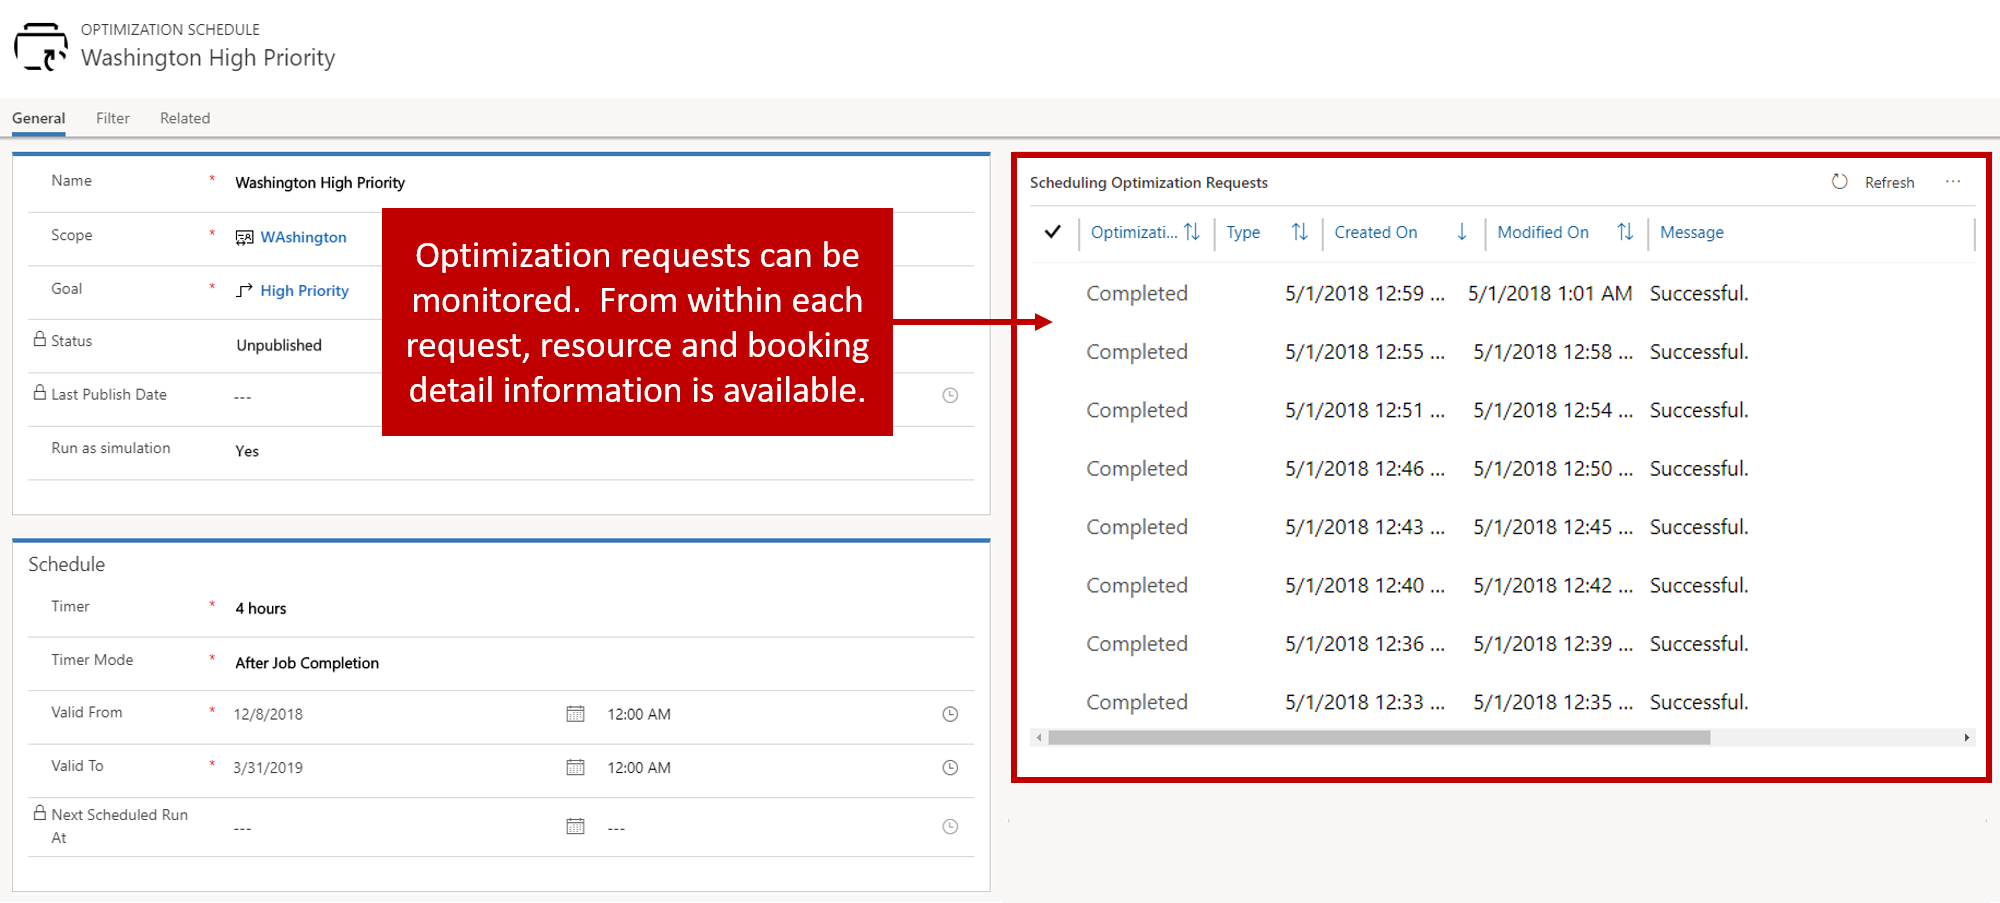 OPTIMIZATION SCHEDULE
Washington High Priority
General Filter Related
Name * Washington High Priority
Scope * WAshington
Goal * High Priority
Status Unpublished
Last Publish Date ---
Run as simulation Yes
Optimization requests can be
monitored. From within each
request, resource and booking
detail information is available.
Schedule
Timer * 4 hours
Timer Mode * After Job Completion
Valid From * 12/8/2018 12:00 AM
Valid To * 3/31/2019 12:00 AM
Next Scheduled Run
At --- ---
Scheduling Optimization Requests Refresh ...
Optimizati... Type Created On Modified On Message
Completed 5/1/2018 12:59 ... 5/1/2018 1:01 AM Successful.
Completed 5/1/2018 12:55 ... 5/1/2018 12:58 ... Successful.
Completed 5/1/2018 12:51 ... 5/1/2018 12:54 ... Successful.
Completed 5/1/2018 12:46 ... 5/1/2018 12:50 ... Successful.
Completed 5/1/2018 12:43 ... 5/1/2018 12:45 ... Successful.
Completed 5/1/2018 12:40 ... 5/1/2018 12:42 ... Successful.
Completed 5/1/2018 12:36 ... 5/1/2018 12:39 ... Successful.
Completed 5/1/2018 12:33 ... 5/1/2018 12:35 ... Successful.